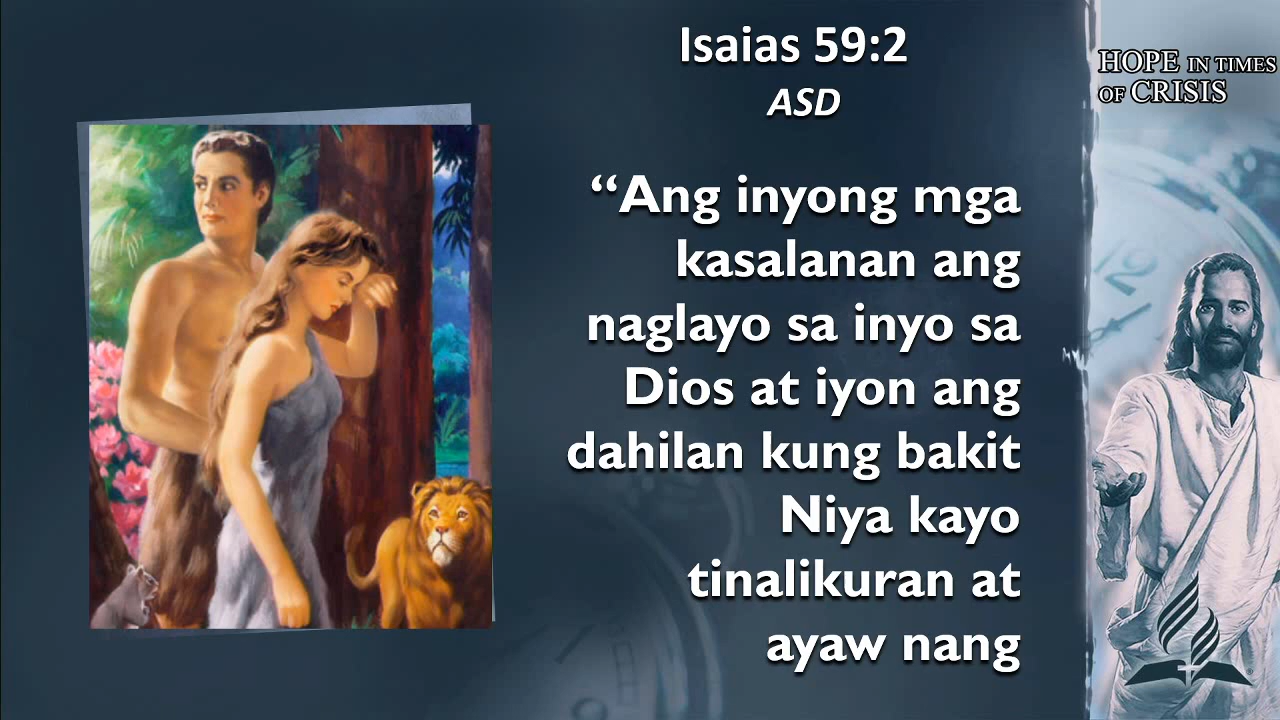 Isaias 59:2
ASD
“Ang inyong mga
kasalanan ang
naglayo sa inyo sa
Dios at iyon ang
dahilan kung bakit
Niya kayo
tinalikuran at
ayaw nang
HOPE IN TIMES
OF CRISIS